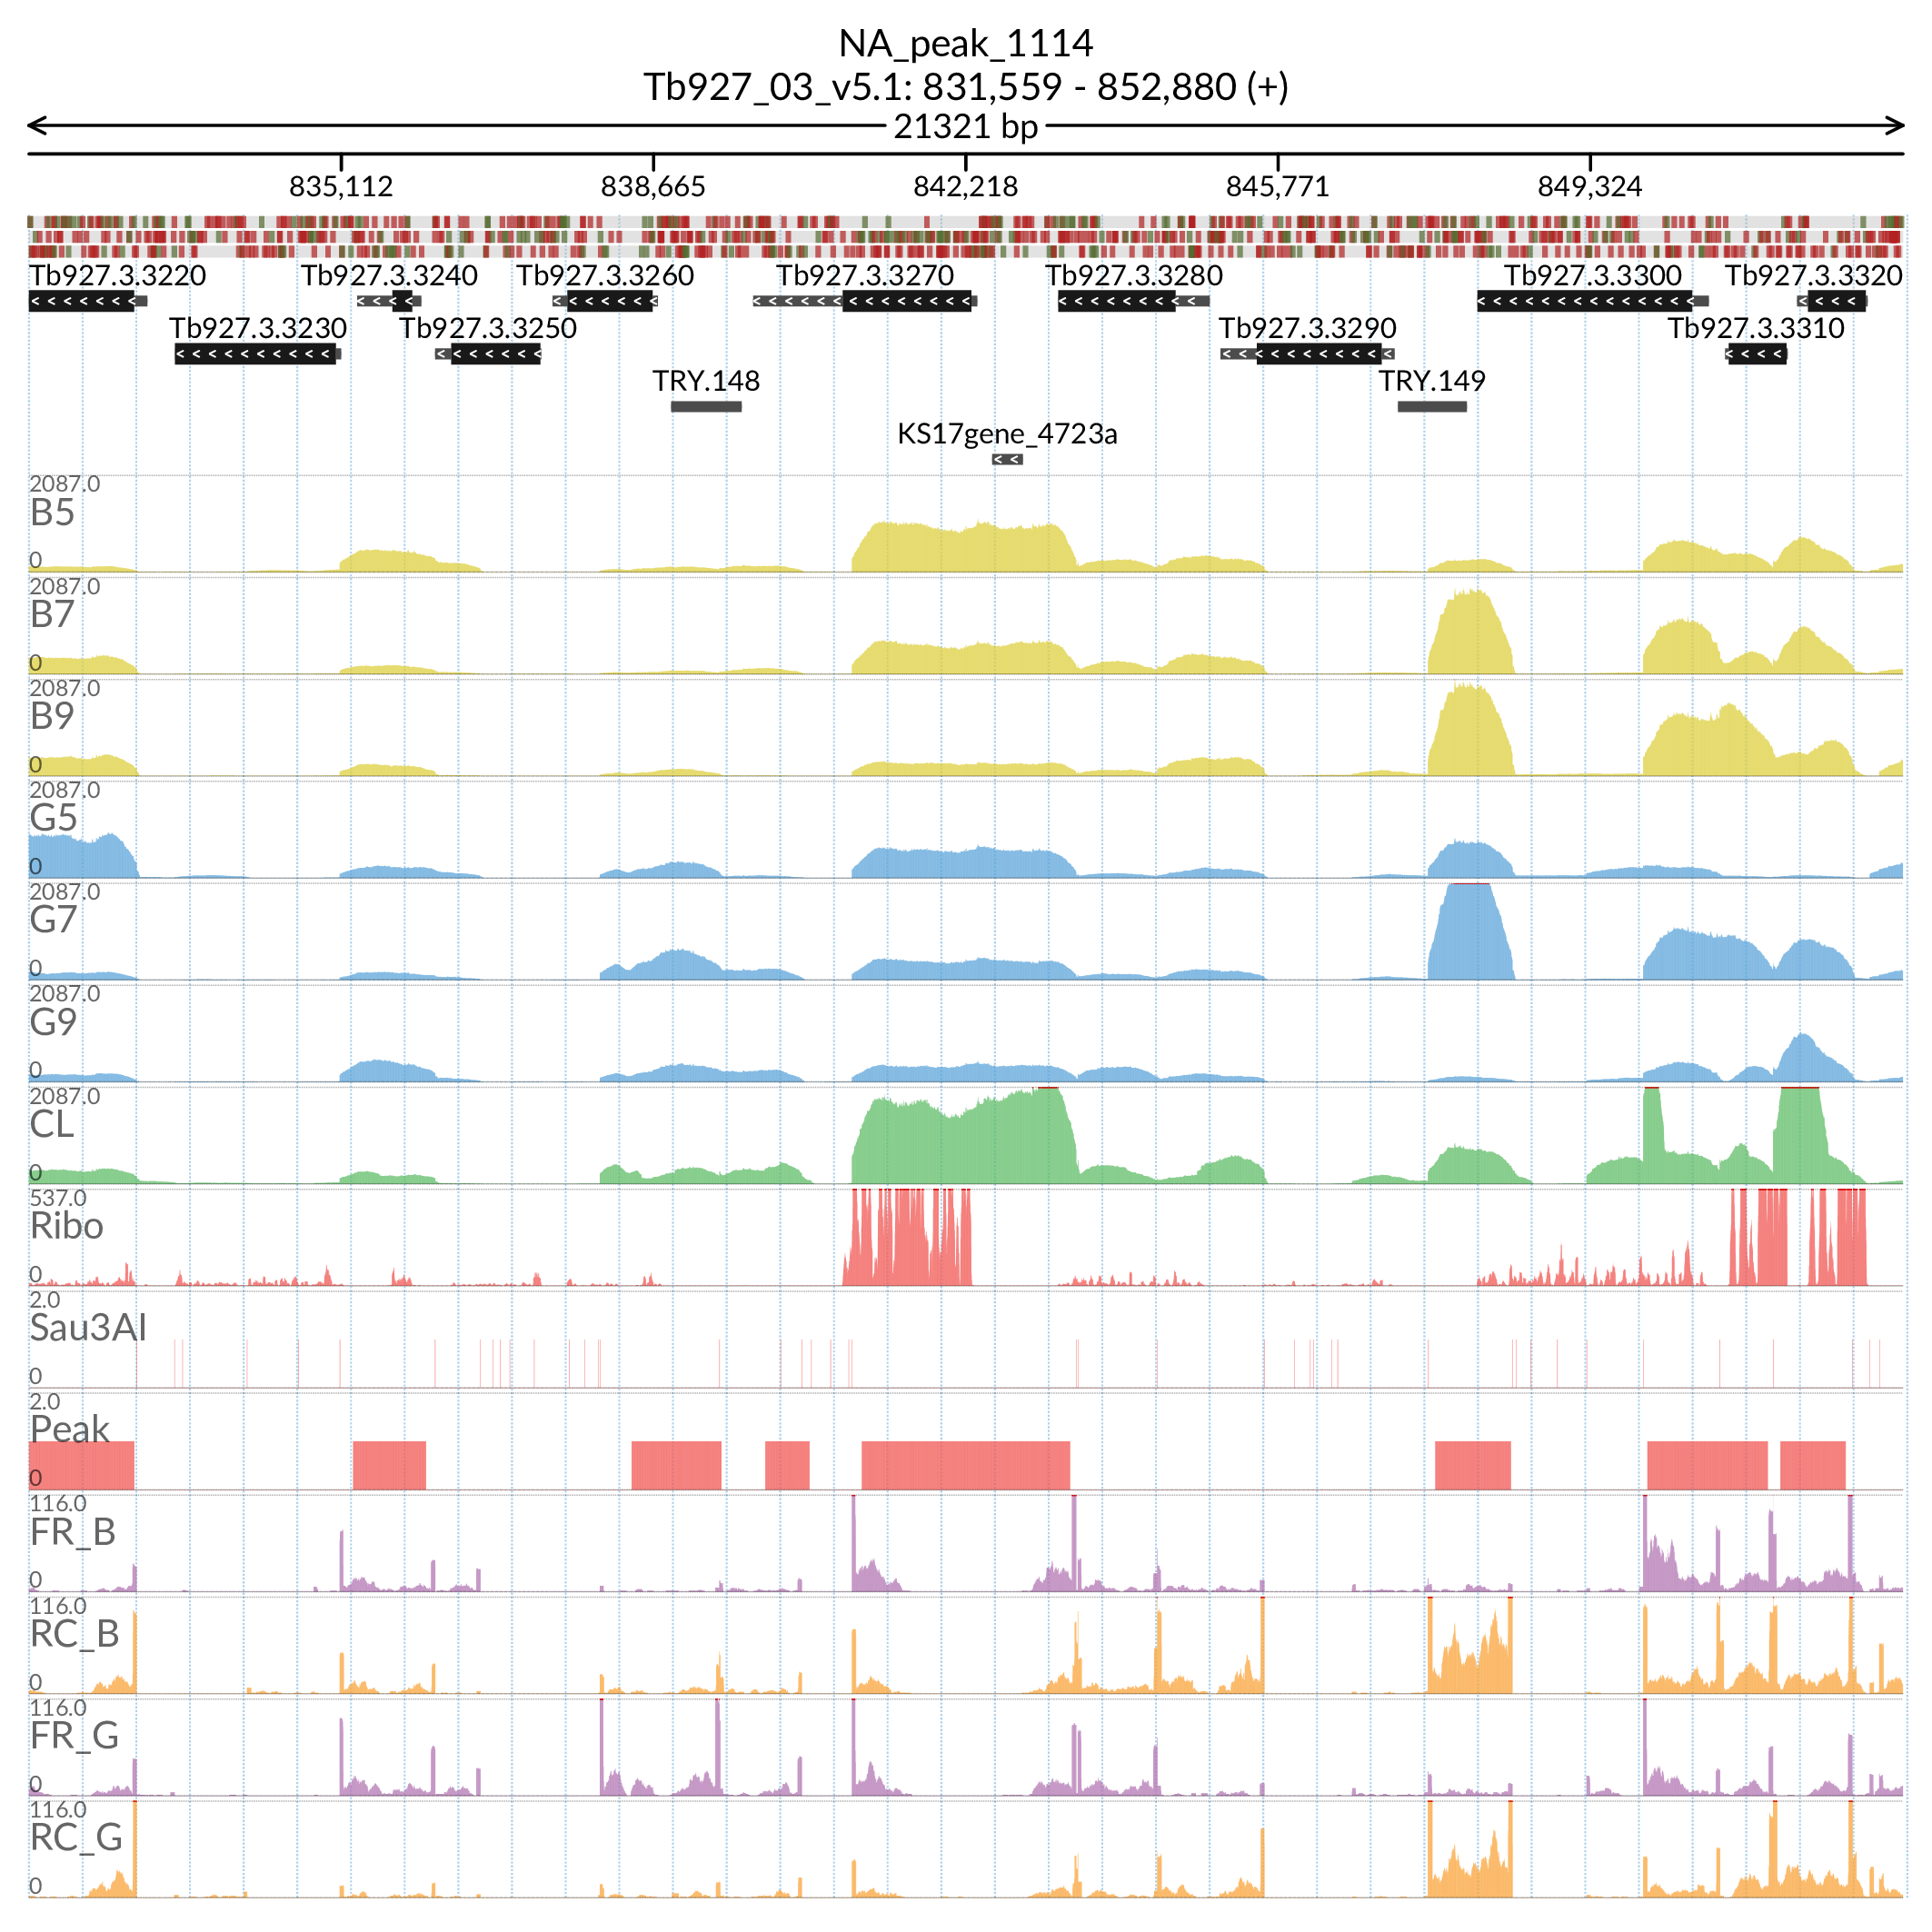 NA_peak_1114
Tb927_03_v5.1: 831,559 - 852,880 (+)
21321 bp
835,112 838,665 842,218 845,771 849,324
Tb927.3.3220 Tb927.3.3240 Tb927.3.3260 Tb927.3.3270 Tb927.3.3280 Tb927.3.3300 Tb927.3.3320
Tb927.3.3230 Tb927.3.3250 Tb927.3.3290 Tb927.3.3310
TRY.148 TRY.149
KS17gene_4723a
2087.0
B5
0
2087.0
B7
0
2087.0
B9
0
2087.0
G5
0
2087.0
G7
0
2087.0
G9
0
2087.0
CL
0
537.0
Ribo
0
2.0
Sau3AI
0
2.0
Peak
0
116.0
FR_B
0
116.0
RC_B
0
116.0
FR_G
0
116.0
RC_G
0